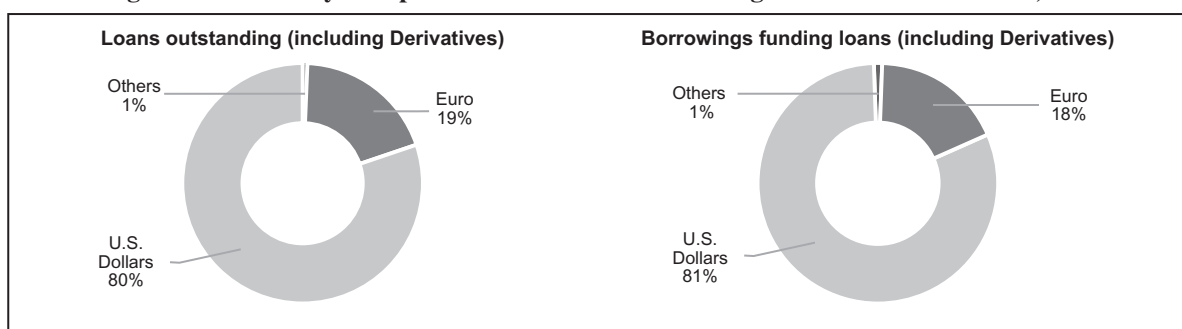 Loans outstanding (including Derivatives)
Others
1%
Euro
19%
U.S.
Dollars
80%
Borrowings funding loans (including Derivatives)
Others
1%
Euro
18%
U.S.
Dollars
81%